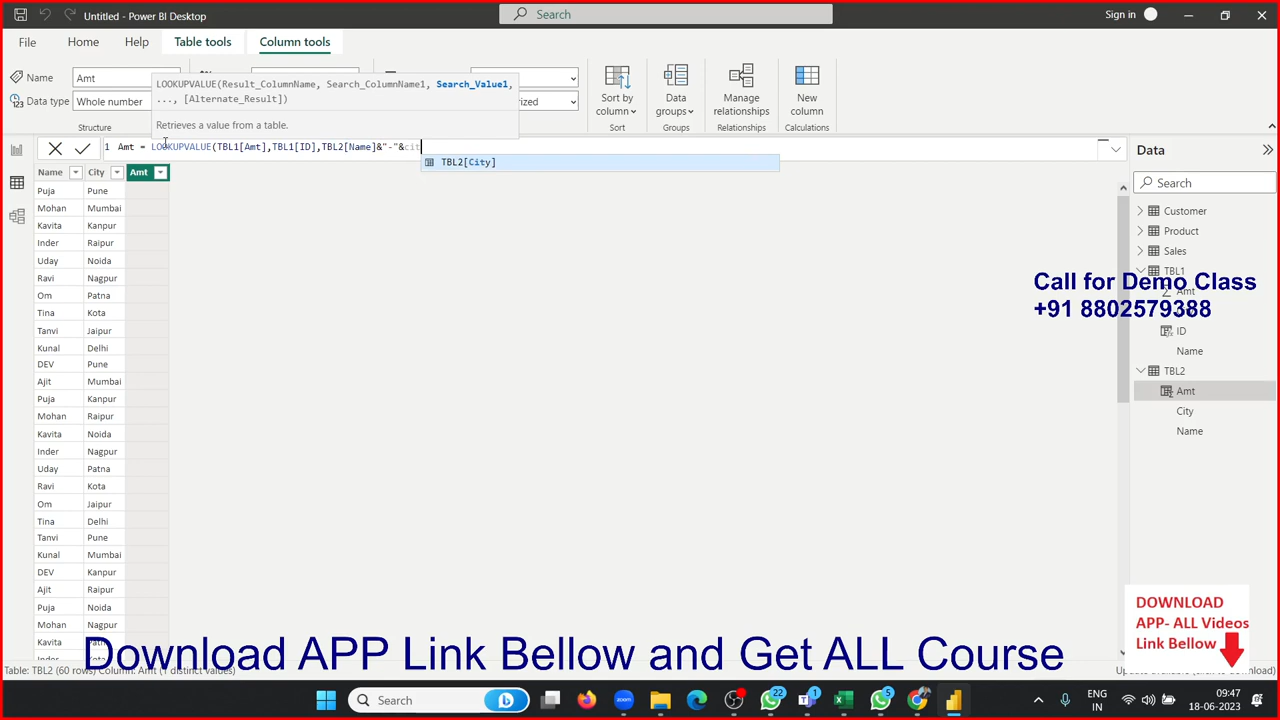 Untitled - Power BI Desktop
Search
Sign in
File
Home
Help
Table tools
Column tools
Name
Amt
Data type
Whole number
Structure
LOOKUPVALUE(Result_ColumnName, Search_ColumnName1, Search_Value1,
..., [Alternate_Result])
Retrieves a value from a table.
Sort by
column
Sort
Data
groups
Groups
Manage
relationships
Relationships
New
column
Calculations
1 Amt = LOOKUPVALUE(TBL1[Amt],TBL1[ID],TBL2[Name]&"-"&cit
TBL2[City]
Name City Amt
Puja Pune
Mohan Mumbai
Kavita Kanpur
Inder Raipur
Uday Noida
Ravi Nagpur
Om Patna
Tina Kota
Tanvi Jaipur
Kunal Delhi
DEV Pune
Ajit Mumbai
Puja Kanpur
Mohan Raipur
Kavita Noida
Inder Nagpur
Uday Patna
Ravi Kota
Om Jaipur
Tina Delhi
Tanvi Pune
Kunal Mumbai
DEV Kanpur
Ajit Raipur
Puja Noida
Mohan Nagpur
Kavita
Data
Search
Customer
Product
Sales
TBL1
Amt
ID
Name
TBL2
Amt
City
Name
Call for Demo Class
+91 8802579388
DOWNLOAD
APP- ALL Videos
Link Bellow
Download APP Link Bellow and Get ALL Course
Table: TBL2 (60 rows) Column: Amt (1 distinct values)
Search
22
1
5
ENG
IN
09:47
18-06-2023